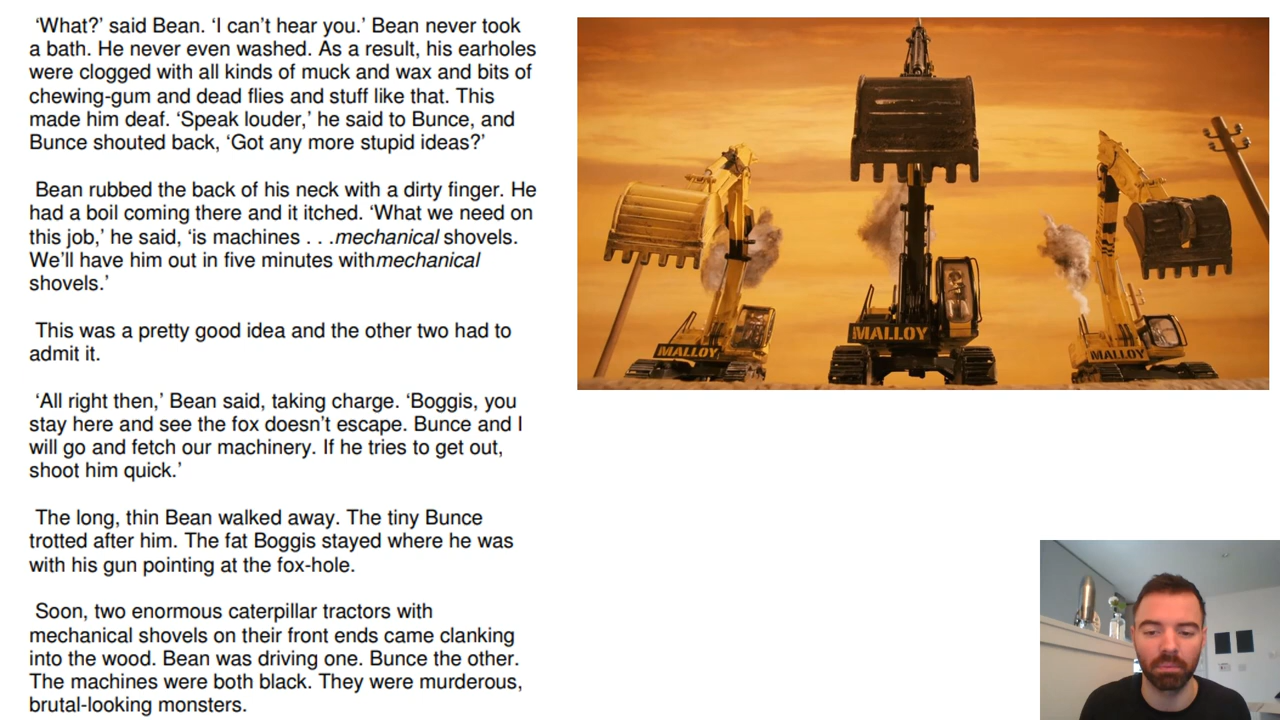 ‘What?’ said Bean. ‘I can’t hear you.’ Bean never took
a bath. He never even washed. As a result, his earholes
were clogged with all kinds of muck and wax and bits of
chewing-gum and dead flies and stuff like that. This
made him deaf. ‘Speak louder,’ he said to Bunce, and
Bunce shouted back, ‘Got any more stupid ideas?’
Bean rubbed the back of his neck with a dirty finger. He
had a boil coming there and it itched. ‘What we need on
this job,’ he said, ‘is machines . . .mechanical shovels.
We’ll have him out in five minutes withmechanical
shovels.’
This was a pretty good idea and the other two had to
admit it.
‘All right then,’ Bean said, taking charge. ‘Boggis, you
stay here and see the fox doesn’t escape. Bunce and I
will go and fetch our machinery. If he tries to get out,
shoot him quick.’
The long, thin Bean walked away. The tiny Bunce
trotted after him. The fat Boggis stayed where he was
with his gun pointing at the fox-hole.
Soon, two enormous caterpillar tractors with
mechanical shovels on their front ends came clanking
into the wood. Bean was driving one. Bunce the other.
The machines were both black. They were murderous,
brutal-looking monsters.
MALLOY
MALLOY
MALLOY